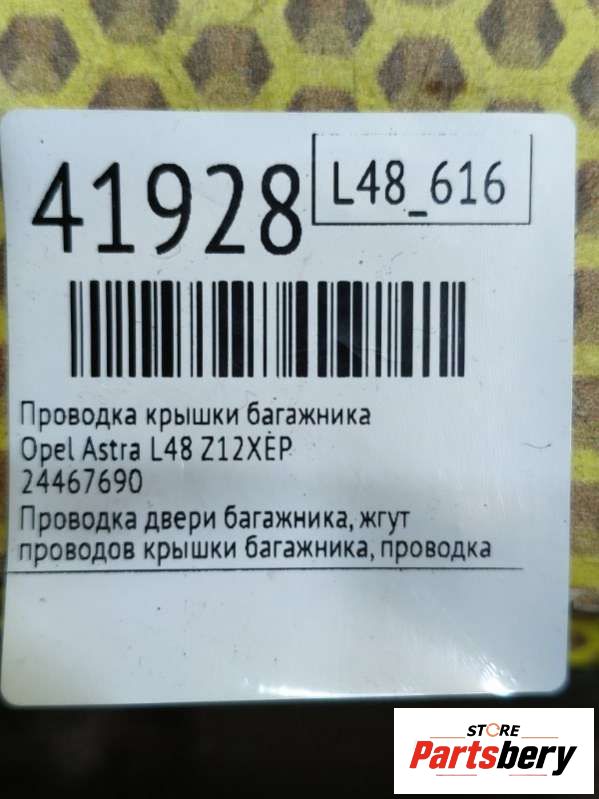 41928
L48_616
Проводка крышки багажника
Opel Astra L48 Z12XEP
24467690
Проводка двери багажника, жгут
проводов крышки багажника, проводка
STORE
Partsbery